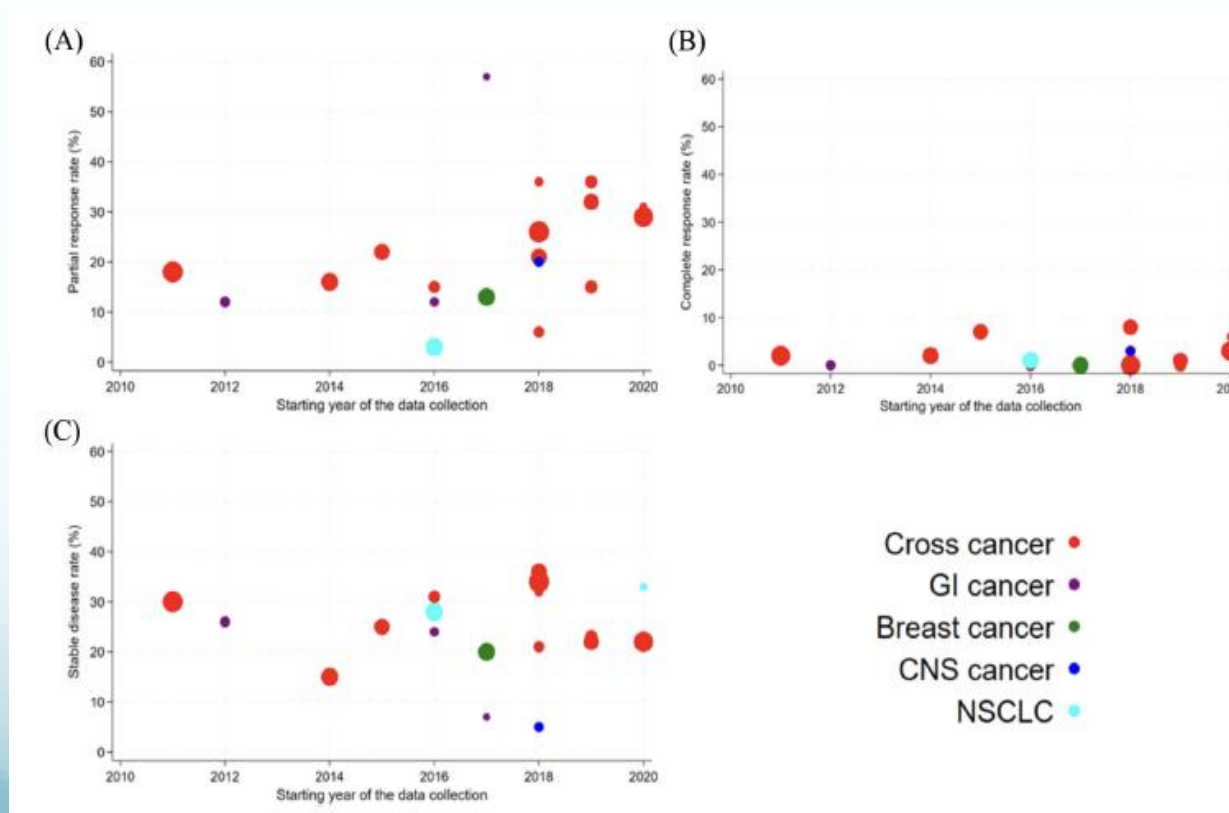 (A)
Partial response rate (%)
60
50
40
30
20
10
0
2010 2012 2014 2016 2018 2020
Starting year of the data collection
(B)
Complete response rate (%)
60
50
40
30
20
10
0
2010 2012 2014 2016 2018
Starting year of the data collection
(C)
Stable disease rate (%)
60
50
40
30
20
10
0
2010 2012 2014 2016 2018 2020
Starting year of the data collection
Cross cancer
GI cancer
Breast cancer
CNS cancer
NSCLC